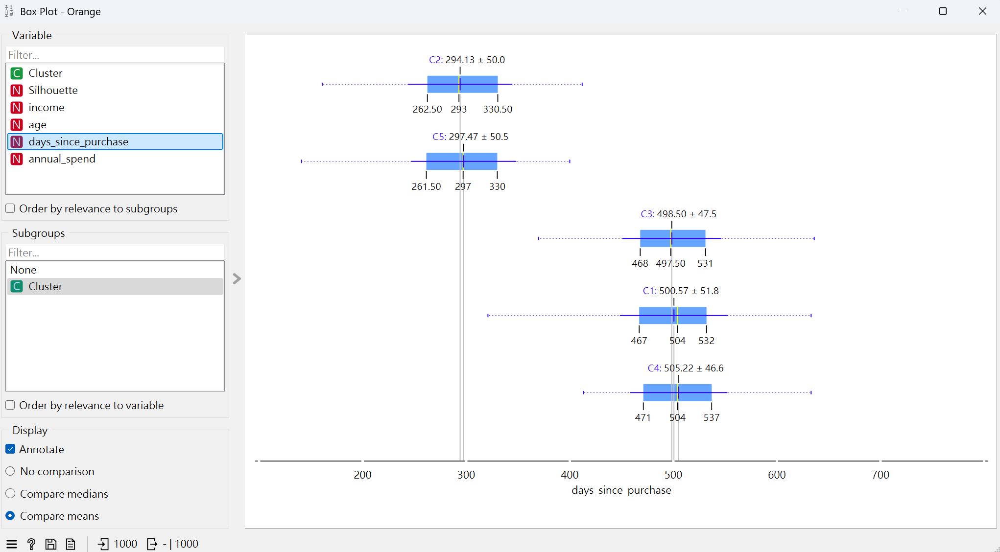 Box Plot - Orange
Variable
Filter...
C Cluster
N Silhouette
N income
N age
N days_since_purchase
N annual_spend
Order by relevance to subgroups
Subgroups
Filter...
None
C Cluster
Order by relevance to variable
Display
Annotate
No comparison
Compare medians
Compare means
1000 - | 1000
C2: 294.13 ± 50.0
262.50 293 330.50
C5: 297.47 ± 50.5
261.50 297 330
C3: 498.50 ± 47.5
468 497.50 531
C1: 500.57 ± 51.8
467 504 532
C4: 505.22 ± 46.6
471 504 537
200 300 400 500 600 700
days_since_purchase